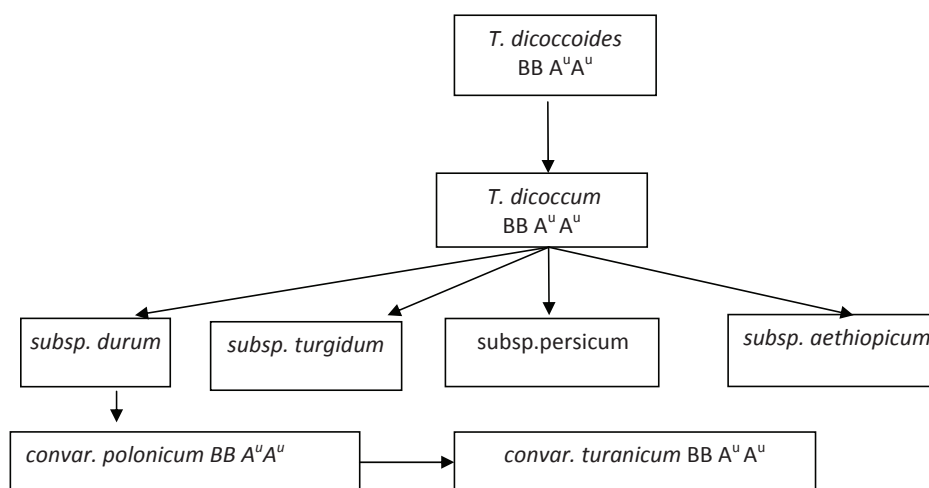 T. dicoccoides
BB AᵘAᵘ
T. dicoccum
BB Aᵘ Aᵘ
subsp. durum
subsp. turgidum
subsp.persicum
subsp. aethiopicum
convar. polonicum BB AᵘAᵘ
convar. turanicum BB Aᵘ Aᵘ